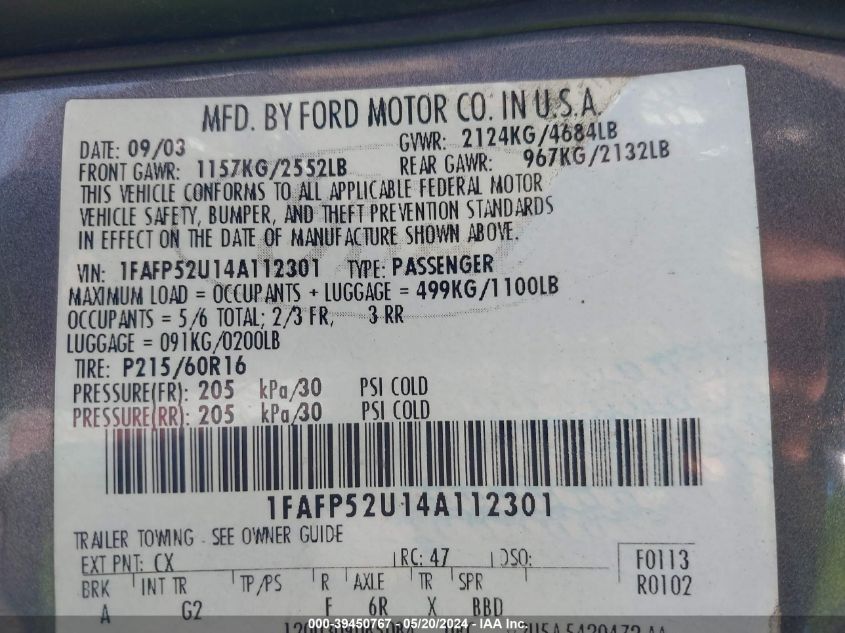 MFD. BY FORD MOTOR CO. IN U.S.A.
DATE: 09/03 GVWR: 2124KG/4684LB
FRONT GAWR: 1157KG/2552LB REAR GAWR: 967KG/2132LB
THIS VEHICLE CONFORMS TO ALL APPLICABLE FEDERAL MOTOR
VEHICLE SAFETY, BUMPER, AND THEFT PREVENTION STANDARDS
IN EFFECT ON THE DATE OF MANUFACTURE SHOWN ABOVE.
VIN: 1FAFP52U14A112301 TYPE: PASSENGER
MAXIMUM LOAD = OCCUPANTS + LUGGAGE = 499KG/1100LB
OCCUPANTS = 5/6 TOTAL; 2/3 FR, 3 RR
LUGGAGE = 091KG/0200LB
TIRE: P215/60R16
PRESSURE(FR): 205 kPa/30 PSI COLD
PRESSURE(RR): 205 kPa/30 PSI COLD
1FAFP52U14A112301
TRAILER TOWING - SEE OWNER GUIDE
EXT PNT: CX RC: 47 DSO: F0113
BRK INT TR TP/PS R AXLE TR SPR R0102
A G2 F 6R X BBD
000-39450767 - 05/20/2024 - IAA, Inc.